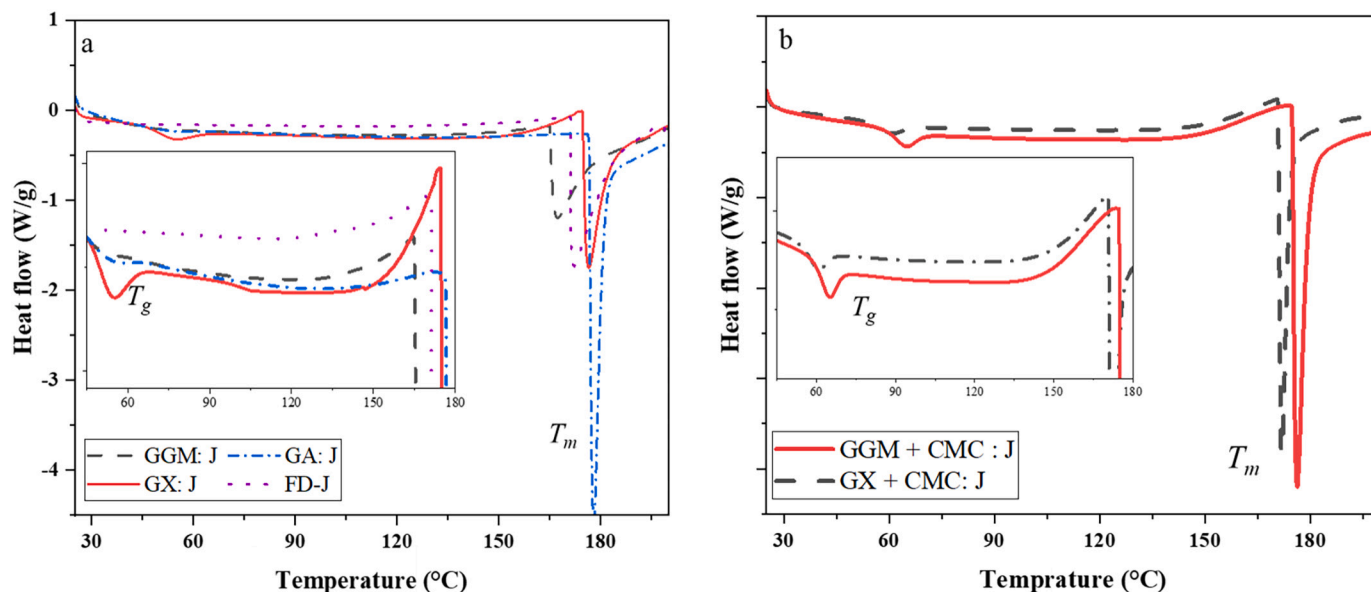 a
Heat flow (W/g)
1
0
-1
-2
-3
-4
Tg
60 90 120 150 180
Tm
GGM: J GA: J
GX: J FD-J
30 60 90 120 150 180
Temperature (°C)
b
Heat flow (W/g)
Tg
60 90 120 150 180
Tm
GGM + CMC : J
GX + CMC: J
30 60 90 120 150 180
Temprature (°C)